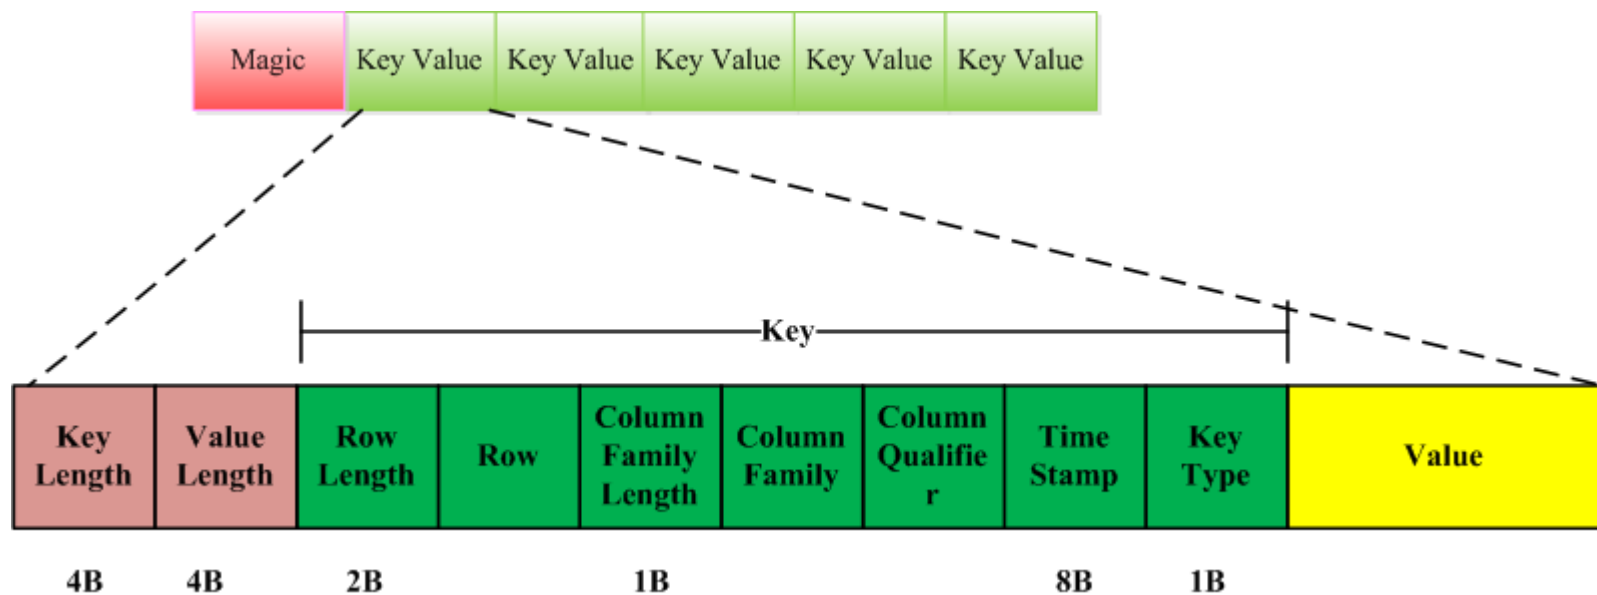 Magic Key Value Key Value Key Value Key Value Key Value
Key
Key
Length
Value
Length
Row
Length
Row
Column
Family
Length
Column
Family
Column
Qualifie
r
Time
Stamp
Key
Type
Value
4B 4B 2B 1B 8B 1B